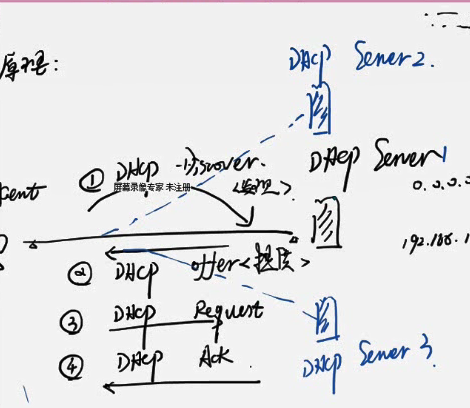 原理:
DHCP Server 2.
① DHCP discover.
<发现>
DHCP Server 1
屏幕录像专家 未注册
0.0.0.0
192.168.1
② DHCP offer <提供>
③ DHCP Request
④ DHCP Ack
DHCP Server 3